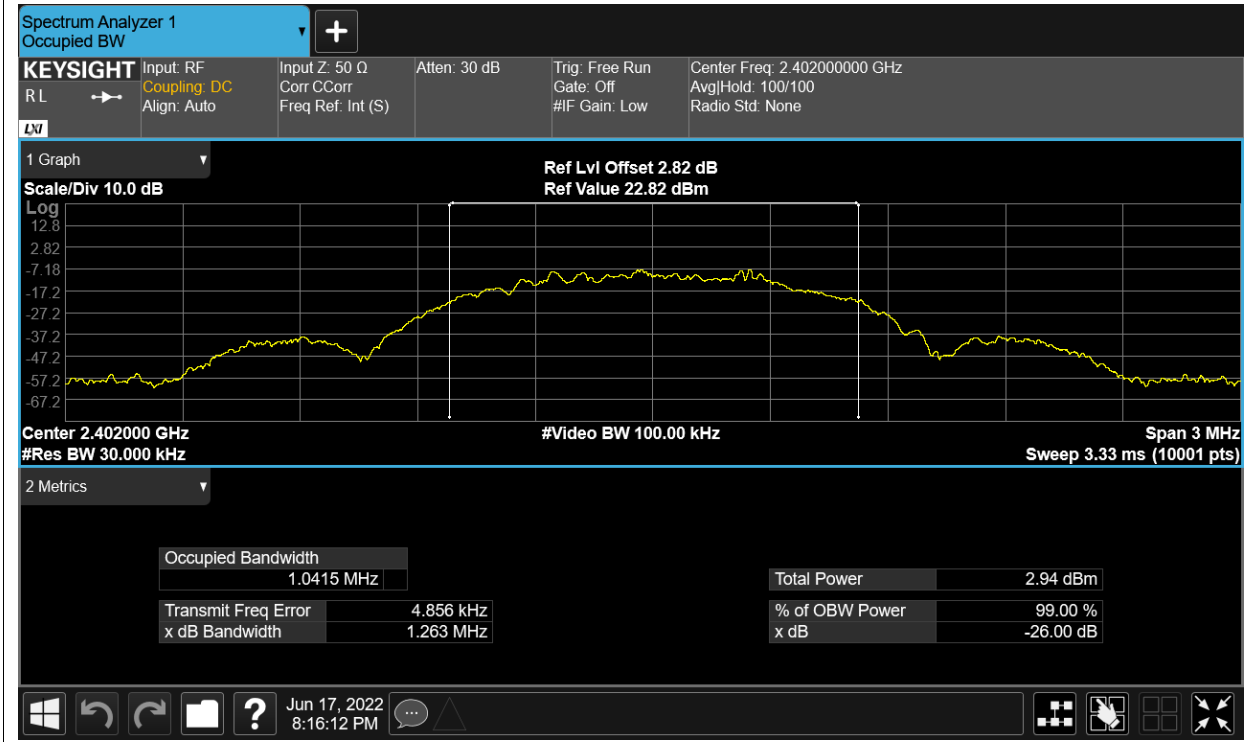 Spectrum Analyzer 1
Occupied BW
KEYSIGHT
R L
LXI
Input: RF
Coupling: DC
Align: Auto
Input Z: 50 Ω
Corr CCorr
Freq Ref: Int (S)
Atten: 30 dB
Trig: Free Run
Gate: Off
#IF Gain: Low
Center Freq: 2.402000000 GHz
Avg|Hold: 100/100
Radio Std: None
1 Graph
Scale/Div 10.0 dB
Ref Lvl Offset 2.82 dB
Ref Value 22.82 dBm
Log
12.8
2.82
-7.18
-17.2
-27.2
-37.2
-47.2
-57.2
-67.2
Center 2.402000 GHz
#Res BW 30.000 kHz
#Video BW 100.00 kHz
Span 3 MHz
Sweep 3.33 ms (10001 pts)
2 Metrics
Occupied Bandwidth
1.0415 MHz
Transmit Freq Error 4.856 kHz
x dB Bandwidth 1.263 MHz
Total Power 2.94 dBm
% of OBW Power 99.00 %
x dB -26.00 dB
?
Jun 17, 2022
8:16:12 PM